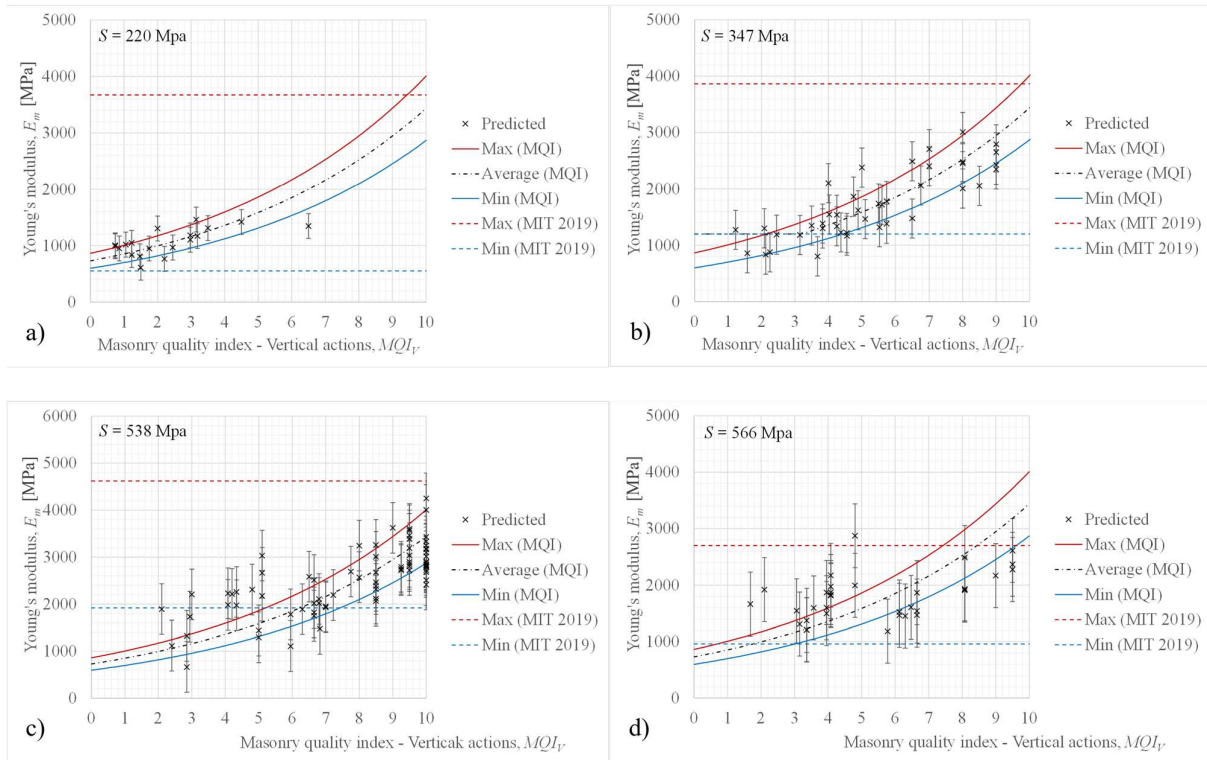 S = 220 Mpa
Young's modulus, Em [MPa]
5000
4000
3000
2000
1000
0
0 1 2 3 4 5 6 7 8 9 10
Masonry quality index - Vertical actions, MQIV
Predicted
Max (MQI)
Average (MQI)
Min (MQI)
Max (MIT 2019)
Min (MIT 2019)
a)
S = 347 Mpa
Young's modulus, Em [MPa]
5000
4000
3000
2000
1000
0
0 1 2 3 4 5 6 7 8 9 10
Masonry quality index - Vertical actions, MQIV
Predicted
Max (MQI)
Average (MQI)
Min (MQI)
Max (MIT 2019)
Min (MIT 2019)
b)
S = 538 Mpa
Young's modulus, Em [MPa]
6000
5000
4000
3000
2000
1000
0
0 1 2 3 4 5 6 7 8 9 10
Masonry quality index - Verticak actions, MQIV
Predicted
Max (MQI)
Average (MQI)
Min (MQI)
Max (MIT 2019)
Min (MIT 2019)
c)
S = 566 Mpa
Young's modulus, Em [MPa]
5000
4000
3000
2000
1000
0
0 1 2 3 4 5 6 7 8 9 10
Masonry quality index - Vertical actions, MQIV
Predicted
Max (MQI)
Average (MQI)
Min (MQI)
Max (MIT 2019)
Min (MIT 2019)
d)